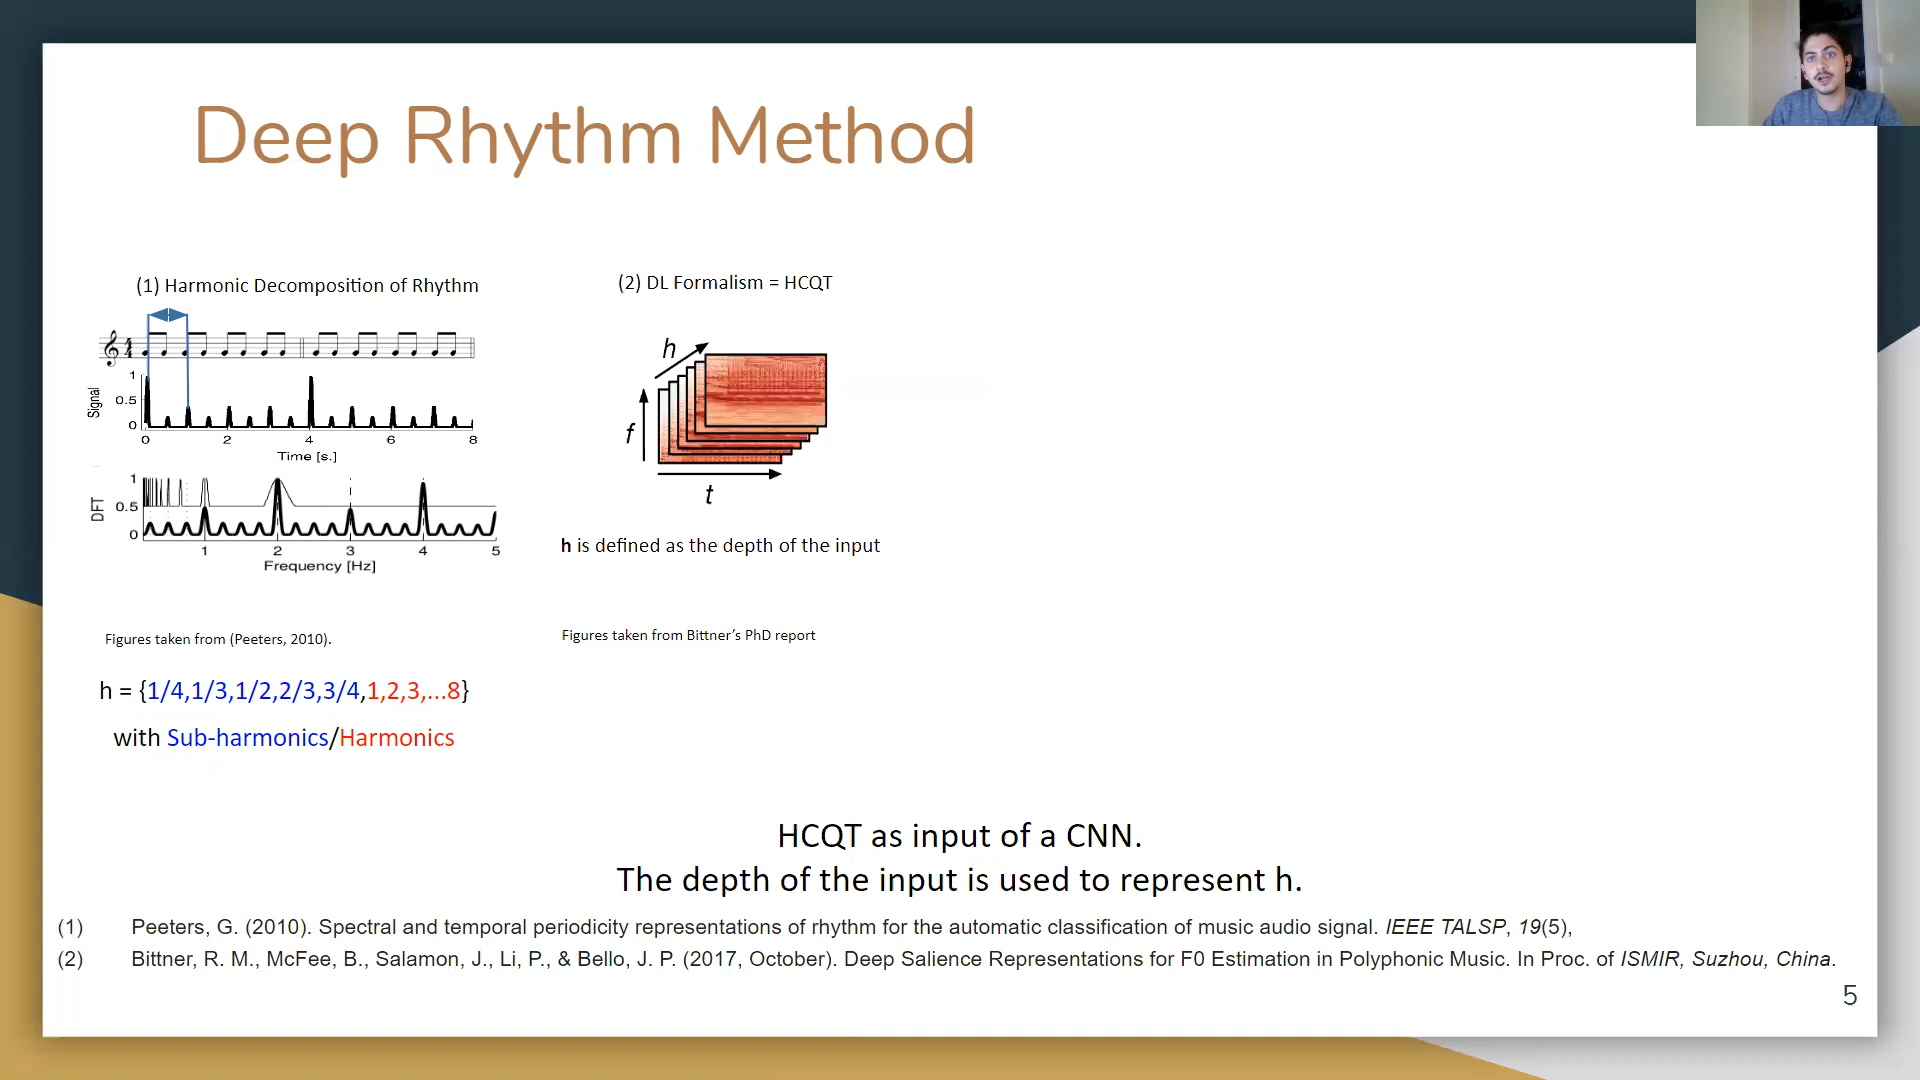 Deep Rhythm Method
(1) Harmonic Decomposition of Rhythm
Signal
1
0.5
0
0 2 4 6 8
Time [s.]
DFT
1
0.5
0
1 2 3 4 5
Frequency [Hz]
Figures taken from (Peeters, 2010).
h = {1/4,1/3,1/2,2/3,3/4,1,2,3,...8}
with Sub-harmonics/Harmonics
(2) DL Formalism = HCQT
h
f
t
h is defined as the depth of the input
Figures taken from Bittner’s PhD report
HCQT as input of a CNN.
The depth of the input is used to represent h.
(1) Peeters, G. (2010). Spectral and temporal periodicity representations of rhythm for the automatic classification of music audio signal. IEEE TALSP, 19(5),
(2) Bittner, R. M., McFee, B., Salamon, J., Li, P., & Bello, J. P. (2017, October). Deep Salience Representations for F0 Estimation in Polyphonic Music. In Proc. of ISMIR, Suzhou, China.
5